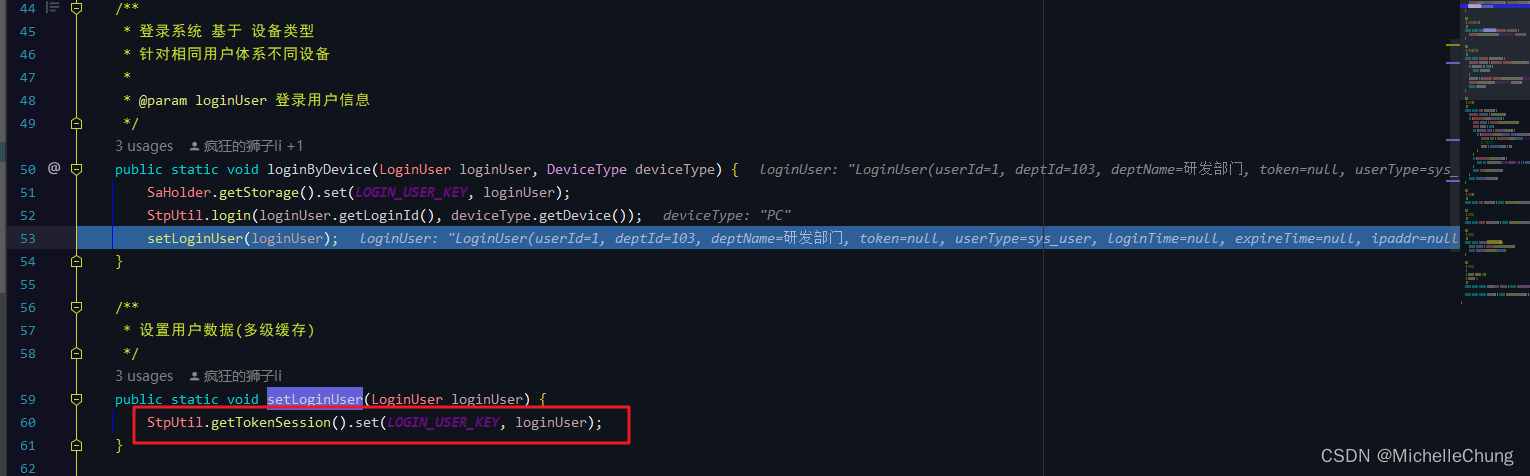 44 /**
45 * 登录系统 基于 设备类型
46 * 针对相同用户体系不同设备
47 *
48 * @param loginUser 登录用户信息
49 */
3 usages 疯狂的狮子li +1
50 @ public static void loginByDevice(LoginUser loginUser, DeviceType deviceType) { loginUser: "LoginUser(userId=1, deptId=103, deptName=研发部门, token=null, userType=sys_
51 SaHolder.getStorage().set(LOGIN_USER_KEY, loginUser);
52 StpUtil.login(loginUser.getLoginId(), deviceType.getDevice()); deviceType: "PC"
53 setLoginUser(loginUser); loginUser: "LoginUser(userId=1, deptId=103, deptName=研发部门, token=null, userType=sys_user, loginTime=null, expireTime=null, ipaddr=null
54 }
55
56 /**
57 * 设置用户数据(多级缓存)
58 */
3 usages 疯狂的狮子li
59 public static void setLoginUser(LoginUser loginUser) {
60 StpUtil.getTokenSession().set(LOGIN_USER_KEY, loginUser);
61 }
62
CSDN @MichelleChung